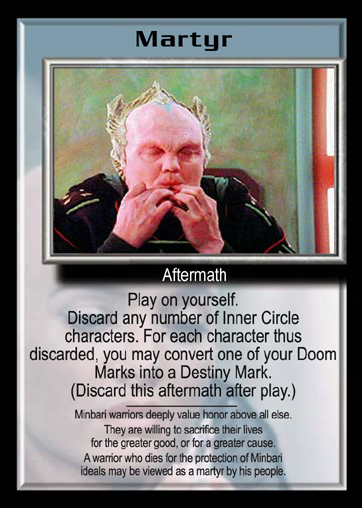 Martyr
Aftermath
Play on yourself.
Discard any number of Inner Circle
characters. For each character thus
discarded, you may convert one of your Doom
Marks into a Destiny Mark.
(Discard this aftermath after play.)
Minbari warriors deeply value honor above all else.
They are willing to sacrifice their lives
for the greater good, or for a greater cause.
A warrior who dies for the protection of Minbari
ideals may be viewed as a martyr by his people.